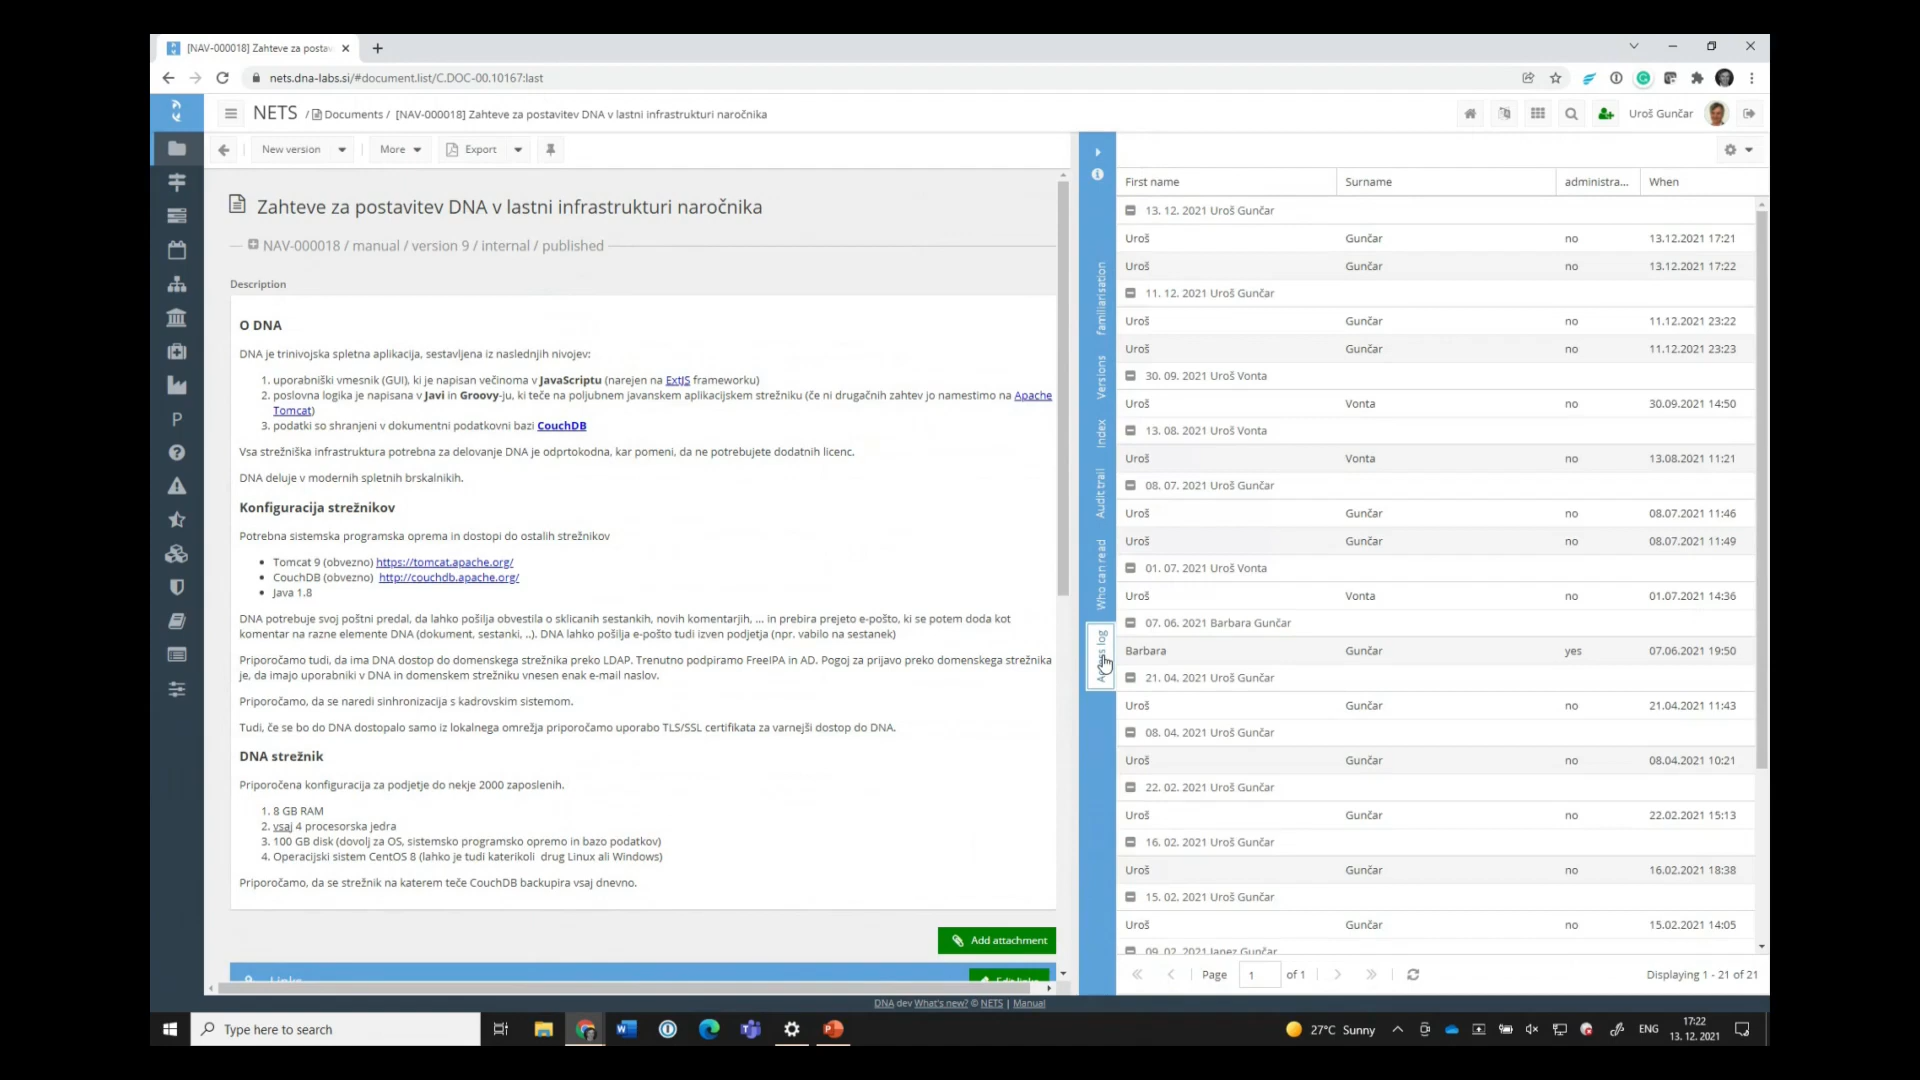 [NAV-000018] Zahteve za postav
nets.dna-labs.si/#document.list/C.DOC-00.10167:last
NETS / Documents / [NAV-000018] Zahteve za postavitev DNA v lastni infrastrukturi naročnika
Uroš Gunčar
New version More Export
Zahteve za postavitev DNA v lastni infrastrukturi naročnika
NAV-000018 / manual / version 9 / internal / published
Description
O DNA
DNA je trinivojska spletna aplikacija, sestavljena iz naslednjih nivojev:
1. uporabniški vmesnik (GUI), ki je napisan večinoma v JavaScriptu (narejen na ExtJS frameworku)
2. poslovna logika je napisana v Javi in Groovy-ju, ki teče na poljubnem javanskem aplikacijskem strežniku (če ni drugačnih zahtev jo namestimo na Apache
Tomcat)
3. podatki so shranjeni v dokumentni podatkovni bazi CouchDB
Vsa strežniška infrastruktura potrebna za delovanje DNA je odprtokodna, kar pomeni, da ne potrebujete dodatnih licenc.
DNA deluje v modernih spletnih brskalnikih.
Konfiguracija strežnikov
Potrebna sistemska programska oprema in dostopi do ostalih strežnikov
• Tomcat 9 (obvezno) https://tomcat.apache.org/
• CouchDB (obvezno) http://couchdb.apache.org/
• Java 1.8
DNA potrebuje svoj poštni predal, da lahko pošilja obvestila o sklicanih sestankih, novih komentarjih, ... in prebira prejeto e-pošto, ki se potem doda kot
komentar na razne elemente DNA (dokument, sestanki, ..). DNA lahko pošilja e-pošto tudi izven podjetja (npr. vabilo na sestanek)
Priporočamo tudi, da ima DNA dostop do domenskega strežnika preko LDAP. Trenutno podpiramo FreeIPA in AD. Pogoj za prijavo preko domenskega strežnika
je, da imajo uporabniki v DNA in domenskem strežniku vnesen enak e-mail naslov.
Priporočamo, da se naredi sinhronizacija s kadrovskim sistemom.
Tudi, če se bo do DNA dostopalo samo iz lokalnega omrežja priporočamo uporabo TLS/SSL certifikata za varnejši dostop do DNA.
DNA strežnik
Priporočena konfiguracija za podjetje do nekje 2000 zaposlenih.
1. 8 GB RAM
2. vsaj 4 procesorska jedra
3. 100 GB disk (dovolj za OS, sistemsko programsko opremo in bazo podatkov)
4. Operacijski sistem CentOS 8 (lahko je tudi katerikoli drug Linux ali Windows)
Priporočamo, da se strežnik na katerem teče CouchDB backupira vsaj dnevno.
Add attachment
Links
familiarisation
Versions
Index
Audit trail
Who can read
First name Surname administra... When
13. 12. 2021 Uroš Gunčar
Uroš Gunčar no 13.12.2021 17:21
Uroš Gunčar no 13.12.2021 17:22
11. 12. 2021 Uroš Gunčar
Uroš Gunčar no 11.12.2021 23:22
Uroš Gunčar no 11.12.2021 23:23
30. 09. 2021 Uroš Vonta
Uroš Vonta no 30.09.2021 14:50
13. 08. 2021 Uroš Vonta
Uroš Vonta no 13.08.2021 11:21
08. 07. 2021 Uroš Gunčar
Uroš Gunčar no 08.07.2021 11:46
Uroš Gunčar no 08.07.2021 11:49
01. 07. 2021 Uroš Vonta
Uroš Vonta no 01.07.2021 14:36
07. 06. 2021 Barbara Gunčar
Barbara Gunčar yes 07.06.2021 19:50
21. 04. 2021 Uroš Gunčar
Uroš Gunčar no 21.04.2021 11:43
08. 04. 2021 Uroš Gunčar
Uroš Gunčar no 08.04.2021 10:21
22. 02. 2021 Uroš Gunčar
Uroš Gunčar no 22.02.2021 15:13
16. 02. 2021 Uroš Gunčar
Uroš Gunčar no 16.02.2021 18:38
15. 02. 2021 Uroš Gunčar
Uroš Gunčar no 15.02.2021 14:05
09. 02. 2021 Janez Gunčar
Page 1 of 1 Displaying 1 - 21 of 21
DNA dev What's new? © NETS | Manual
Type here to search
27°C Sunny ENG 17:22
13. 12. 2021